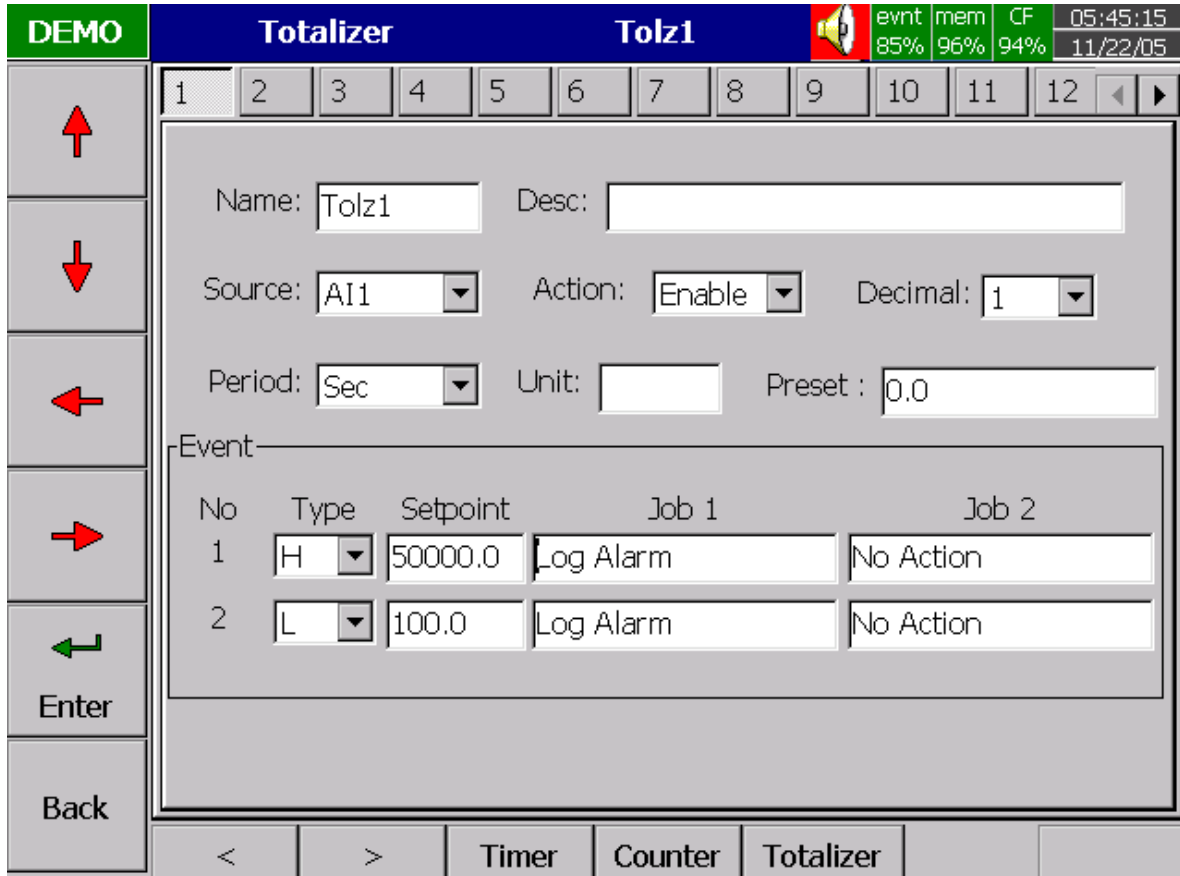 DEMO Totalizer Tolz1 evnt mem CF 05:45:15
85% 96% 94% 11/22/05
1 2 3 4 5 6 7 8 9 10 11 12
Name: Tolz1 Desc:
Source: AI1 Action: Enable Decimal: 1
Period: Sec Unit: Preset : 0.0
Event
No Type Setpoint Job 1 Job 2
1 H 50000.0 Log Alarm No Action
2 L 100.0 Log Alarm No Action
Enter
Back
< > Timer Counter Totalizer